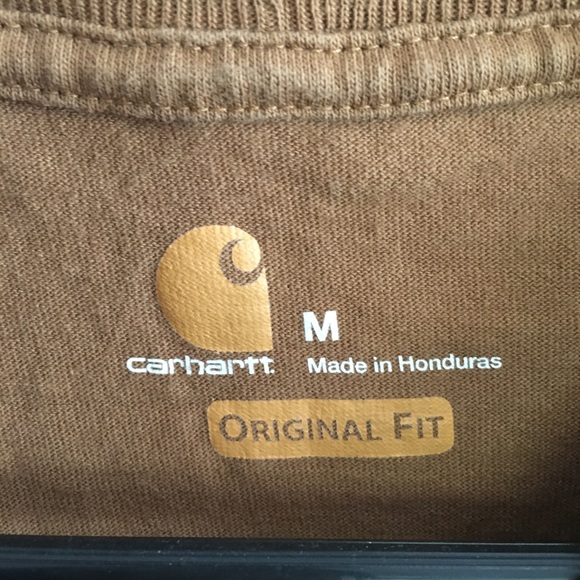 M
carhartt.
Made in Honduras
ORIGINAL FIT